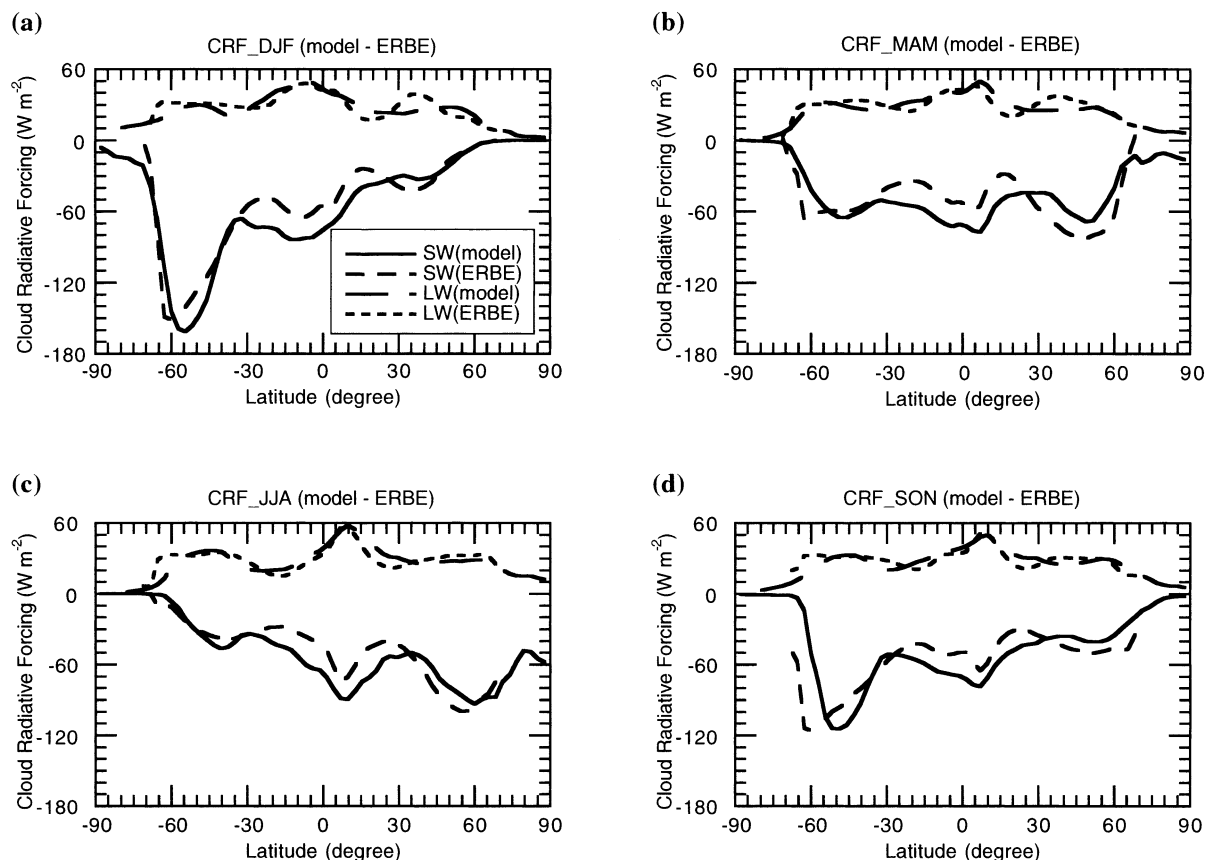 (a)
CRF_DJF (model - ERBE)
Cloud Radiative Forcing (W m-2)
60
0
-60
-120
-180
SW(model)
SW(ERBE)
LW(model)
LW(ERBE)
-90 -60 -30 0 30 60 90
Latitude (degree)
(b)
CRF_MAM (model - ERBE)
Cloud Radiative Forcing (W m-2)
60
0
-60
-120
-180
-90 -60 -30 0 30 60 90
Latitude (degree)
(c)
CRF_JJA (model - ERBE)
Cloud Radiative Forcing (W m-2)
60
0
-60
-120
-180
-90 -60 -30 0 30 60 90
Latitude (degree)
(d)
CRF_SON (model - ERBE)
Cloud Radiative Forcing (W m-2)
60
0
-60
-120
-180
-90 -60 -30 0 30 60 90
Latitude (degree)